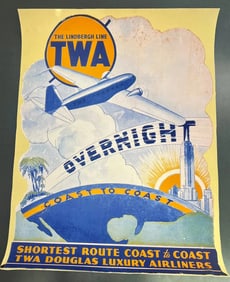 THE LINDBERGH LINE
TWA
OVERNIGHT
COAST TO COAST
SHORTEST ROUTE COAST to COAST
TWA DOUGLAS LUXURY AIRLINERS